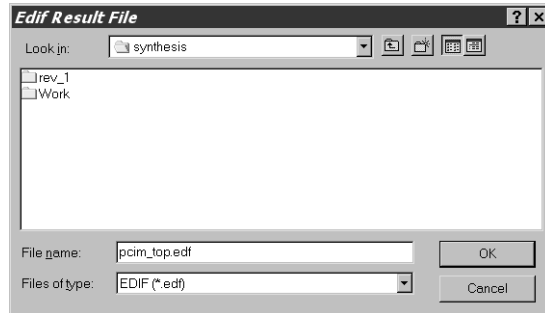 Edif Result File
Look in: synthesis
rev_1
Work
File name: pcim_top.edf OK
Files of type: EDIF (*.edf) Cancel